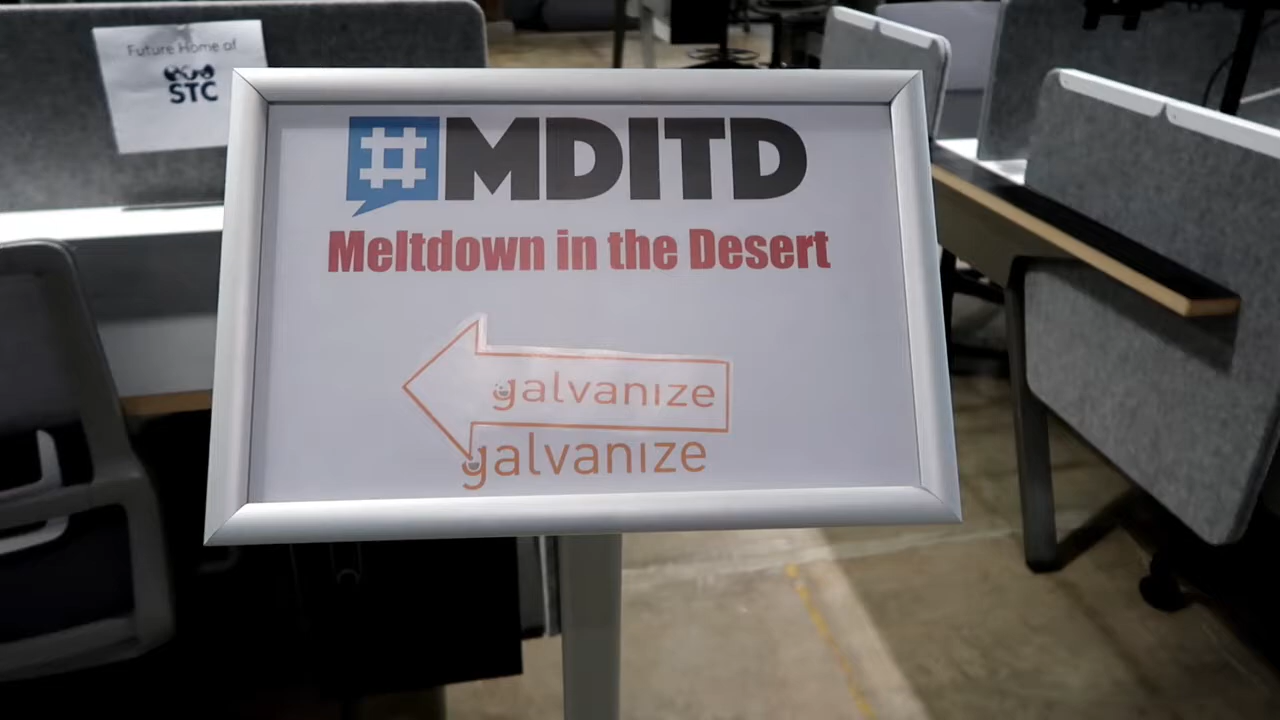 Future Home of
STC
#MDITD
Meltdown in the Desert
galvanize
galvanize